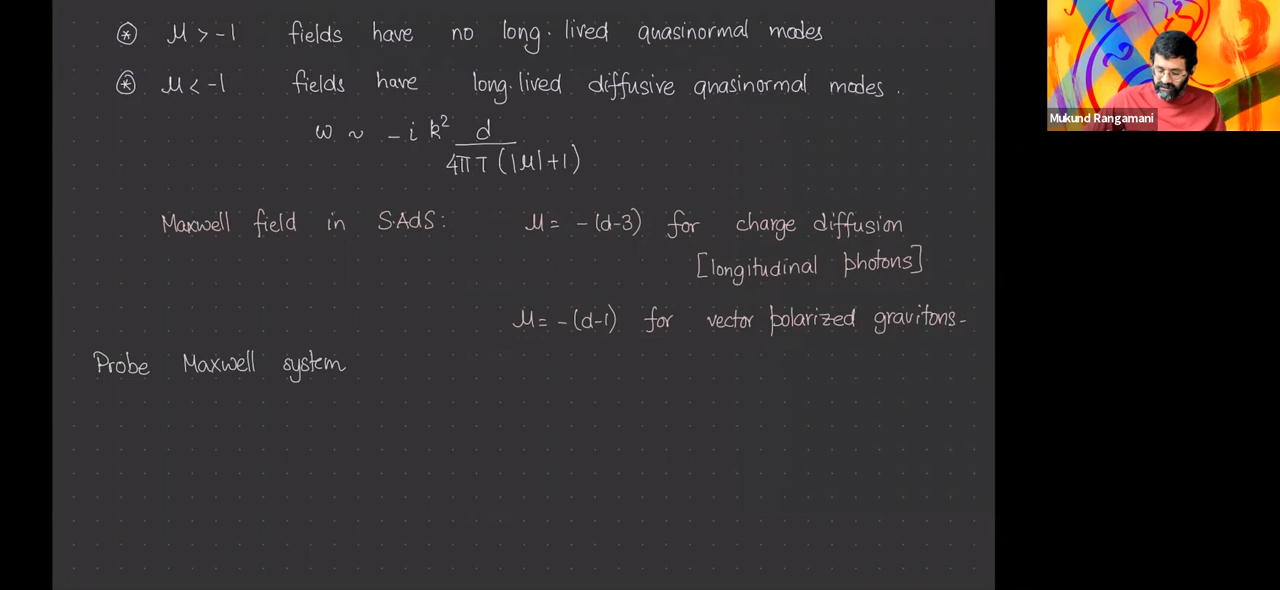 ⊛ μ > -1 fields have no long-lived quasinormal modes
⊛ μ < -1 fields have long-lived diffusive quasinormal modes.
ω ~ -i k² d / 4πT (|μ|+1)
Maxwell field in SAdS: μ = -(d-3) for charge diffusion
[longitudinal photons]
μ = -(d-1) for vector polarized gravitons-
Probe Maxwell system
Mukund Rangamani